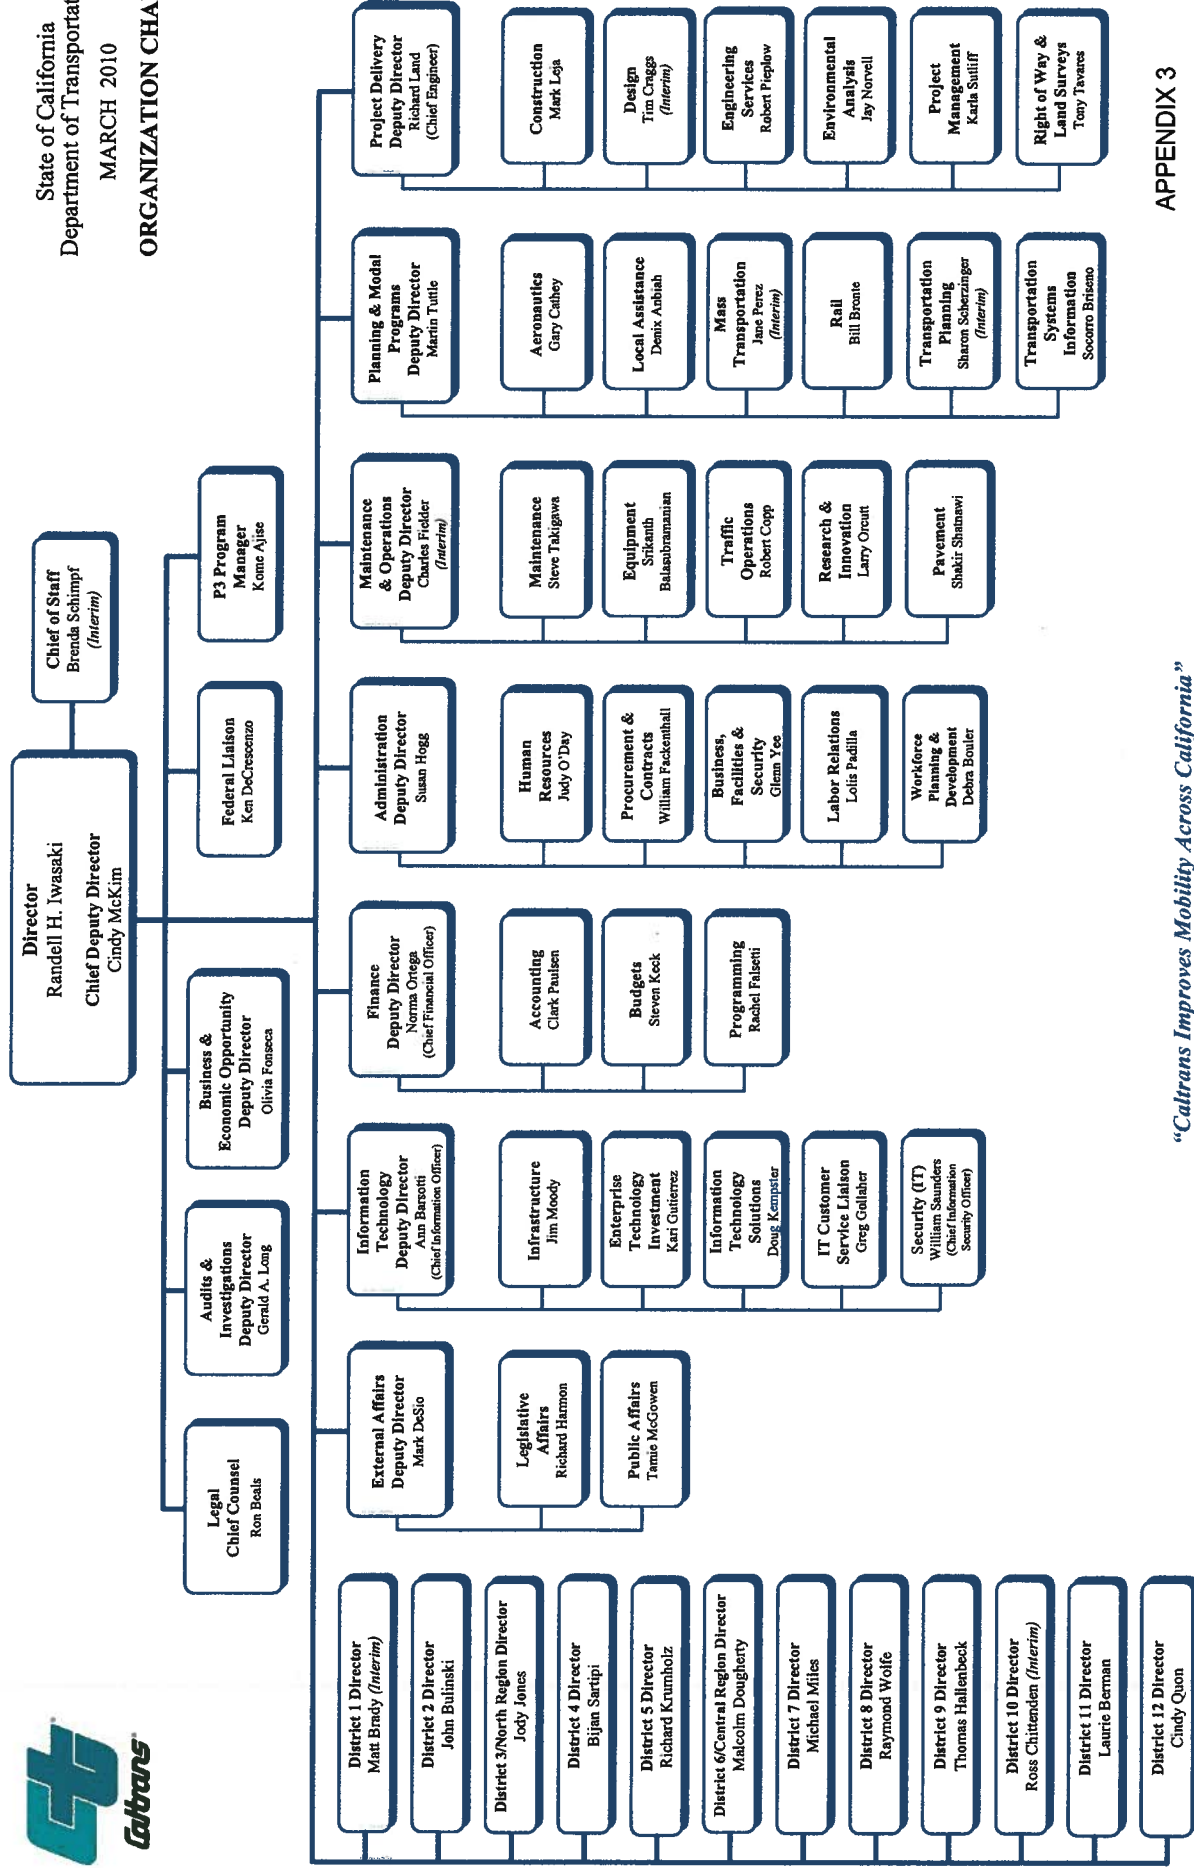 Caltrans
State of California
Department of Transportat
MARCH 2010
ORGANIZATION CHA
Director
Randell H. Iwasaki
Chief Deputy Director
Cindy McKim
Chief of Staff
Brenda Schimpf
(Interim)
Legal
Chief Counsel
Ron Beals
Audits &
Investigations
Deputy Director
Gerald A. Long
Business &
Economic Opportunity
Deputy Director
Olivia Fonseca
Federal Liaison
Ken DeCrescenzo
P3 Program
Manager
Kome Ajise
District 1 Director
Matt Brady (Interim)
District 2 Director
John Bulinski
District 3/North Region Director
Jody Jones
District 4 Director
Bijan Sartipi
District 5 Director
Richard Krumholz
District 6/Central Region Director
Malcolm Dougherty
District 7 Director
Michael Miles
District 8 Director
Raymond Wolfe
District 9 Director
Thomas Hallenbeck
District 10 Director
Ross Chittenden (Interim)
District 11 Director
Laurie Berman
District 12 Director
Cindy Quon
External Affairs
Deputy Director
Mark DeSio
Legislative
Affairs
Richard Harmon
Public Affairs
Tamie McGowen
Information
Technology
Deputy Director
Ann Barsotti
(Chief Information Officer)
Infrastructure
Jim Moody
Enterprise
Technology
Investment
Kari Gutierrez
Information
Technology
Solutions
Doug Kempster
IT Customer
Service Liaison
Greg Gollaher
Security (IT)
William Saunders
(Chief Information
Security Officer)
Finance
Deputy Director
Norma Ortega
(Chief Financial Officer)
Accounting
Clark Paulsen
Budgets
Steven Keck
Programming
Rachel Falsetti
Administration
Deputy Director
Susan Hogg
Human
Resources
Judy O'Day
Procurement &
Contracts
William Fackenthall
Business,
Facilities &
Security
Glenn Yee
Labor Relations
Lolis Padilla
Workforce
Planning &
Development
Debra Bouler
Maintenance
& Operations
Deputy Director
Charles Fielder
(Interim)
Maintenance
Steve Takigawa
Equipment
Srikanth
Balasubramanian
Traffic
Operations
Robert Copp
Research &
Innovation
Larry Orcutt
Pavement
Shakir Shatnawi
Planning & Modal
Programs
Deputy Director
Martin Tuttle
Aeronautics
Gary Cathey
Local Assistance
Denix Anbiah
Mass
Transportation
Jane Perez
(Interim)
Rail
Bill Bronte
Transportation
Planning
Sharon Scherzinger
(Interim)
Transportation
Systems
Information
Socorro Briseno
Project Delivery
Deputy Director
Richard Land
(Chief Engineer)
Construction
Mark Leja
Design
Tim Craggs
(Interim)
Engineering
Services
Robert Pieplow
Environmental
Analysis
Jay Norvell
Project
Management
Karla Sutliff
Right of Way &
Land Surveys
Tony Tavares
"Caltrans Improves Mobility Across California"
APPENDIX 3